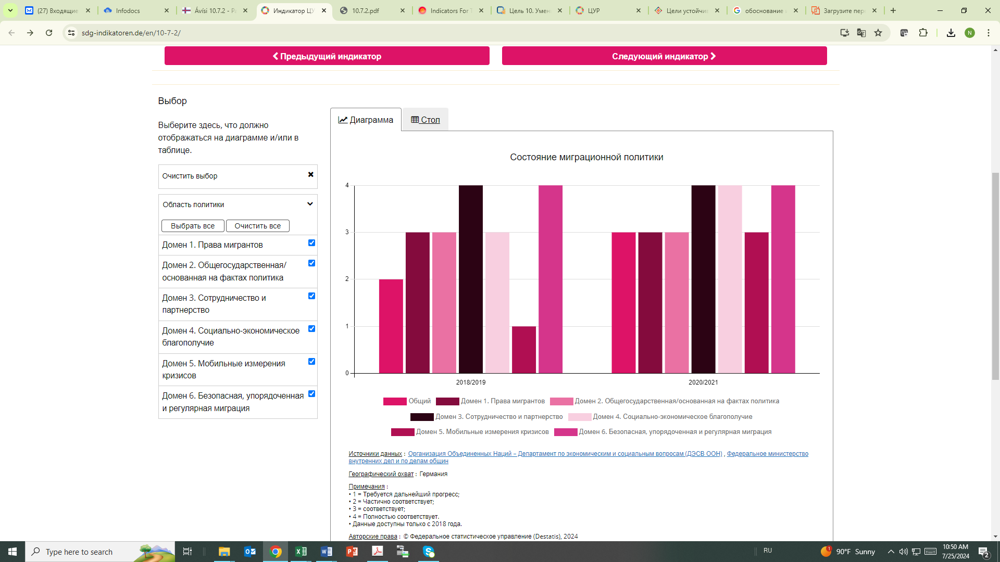 (27) Входящие
Infodocs
Ávísi 10.7.2 - Ра
Индикатор ЦУ
10.7.2.pdf
Indicators For T
Цель 10. Умен
ЦУР
Цели устойчив
обоснование
Загрузите пер
sdg-indikatoren.de/en/10-7-2/
N
Предыдущий индикатор
Следующий индикатор
Выбор
Выберите здесь, что должно
отображаться на диаграмме и/или в
таблице.
Очистить выбор
Область политики
Выбрать все
Очистить все
Домен 1. Права мигрантов
Домен 2. Общегосударственная/
основанная на фактах политика
Домен 3. Сотрудничество и
партнерство
Домен 4. Социально-экономическое
благополучие
Домен 5. Мобильные измерения
кризисов
Домен 6. Безопасная, упорядоченная
и регулярная миграция
Диаграмма
Стол
Состояние миграционной политики
4
3
2
1
0
2018/2019
2020/2021
Общий
Домен 1. Права мигрантов
Домен 2. Общегосударственная/основанная на фактах политика
Домен 3. Сотрудничество и партнерство
Домен 4. Социально-экономическое благополучие
Домен 5. Мобильные измерения кризисов
Домен 6. Безопасная, упорядоченная и регулярная миграция
Источники данных : Организация Объединенных Наций – Департамент по экономическим и социальным вопросам (ДЭСВ ООН) , Федеральное министерство
внутренних дел и по делам общин
Географический охват : Германия
Примечания :
• 1 = Требуется дальнейший прогресс;
• 2 = Частично соответствует;
• 3 = соответствует;
• 4 = Полностью соответствует.
• Данные доступны только с 2018 года.
Авторские права : © Федеральное статистическое управление (Destatis), 2024
Type here to search
RU
1
90°F Sunny
10:50 AM
7/25/2024
2